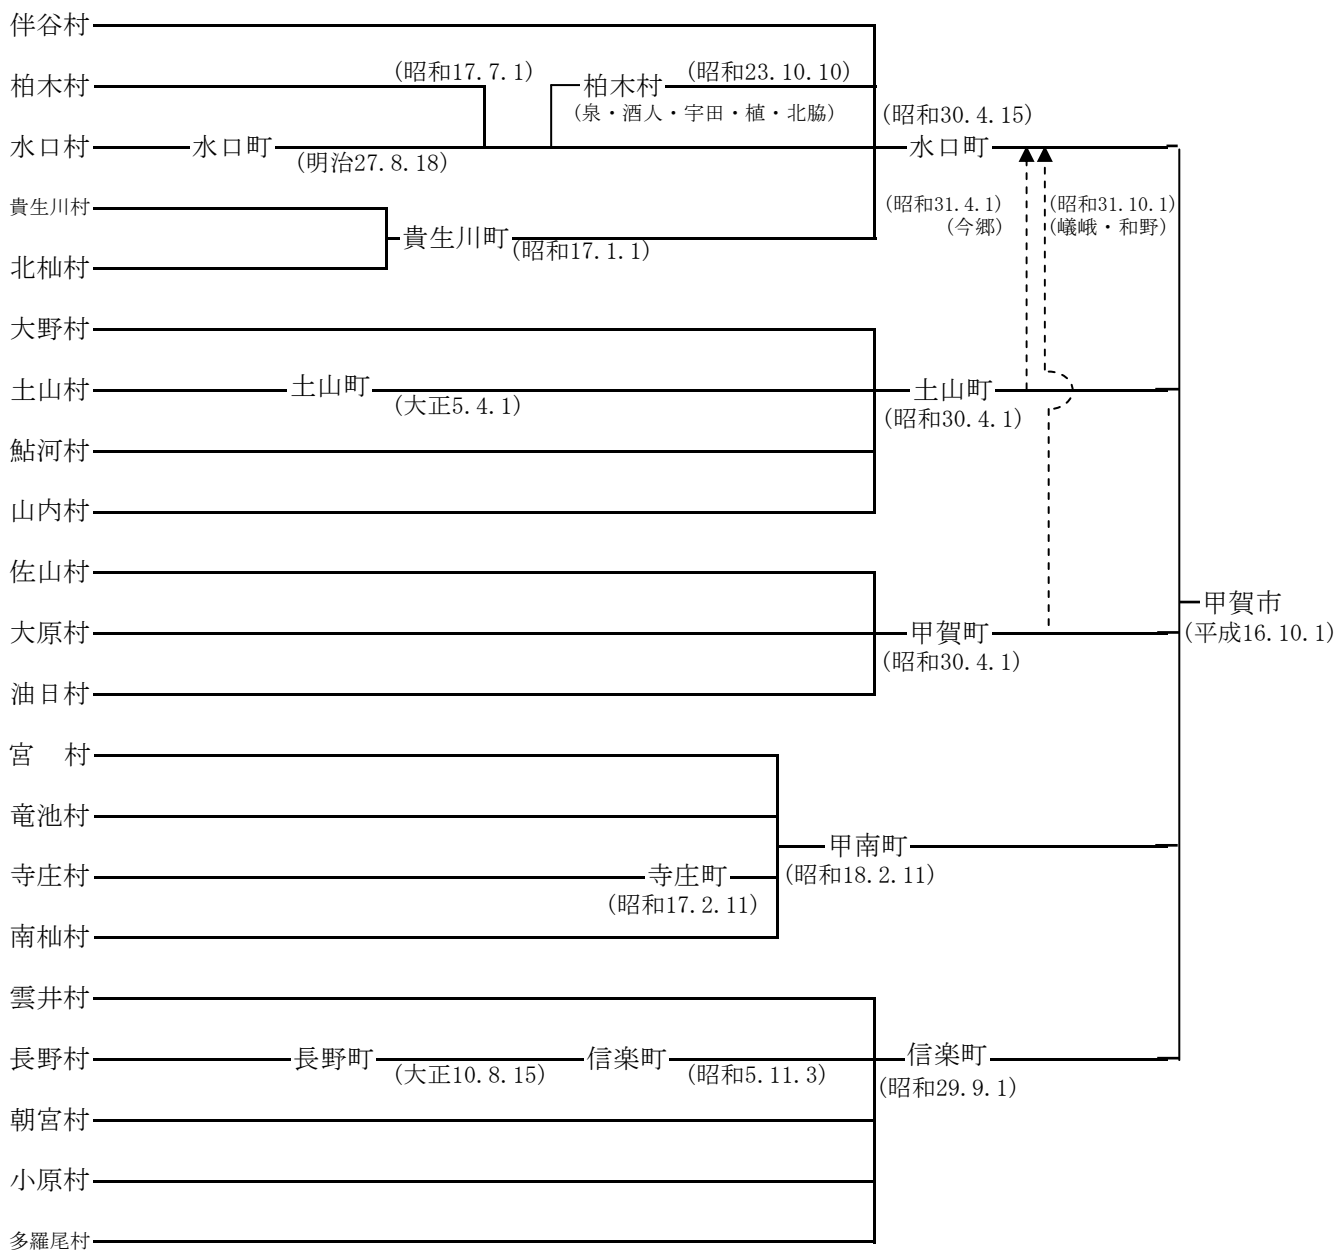 伴谷村
柏木村
(昭和17.7.1)
柏木村
(昭和23.10.10)
(泉・酒人・宇田・植・北脇)
水口村
水口町
(明治27.8.18)
(昭和30.4.15)
水口町
貴生川村
北杣村
貴生川町
(昭和17.1.1)
(昭和31.4.1)
(今郷)
(昭和31.10.1)
(嶬峨・和野)
大野村
土山村
土山町
(大正5.4.1)
土山町
(昭和30.4.1)
鮎河村
山内村
佐山村
大原村
甲賀町
(昭和30.4.1)
油日村
甲賀市
(平成16.10.1)
宮　村
竜池村
寺庄村
寺庄町
(昭和17.2.11)
甲南町
(昭和18.2.11)
南杣村
雲井村
長野村
長野町
(大正10.8.15)
信楽町
(昭和5.11.3)
信楽町
(昭和29.9.1)
朝宮村
小原村
多羅尾村